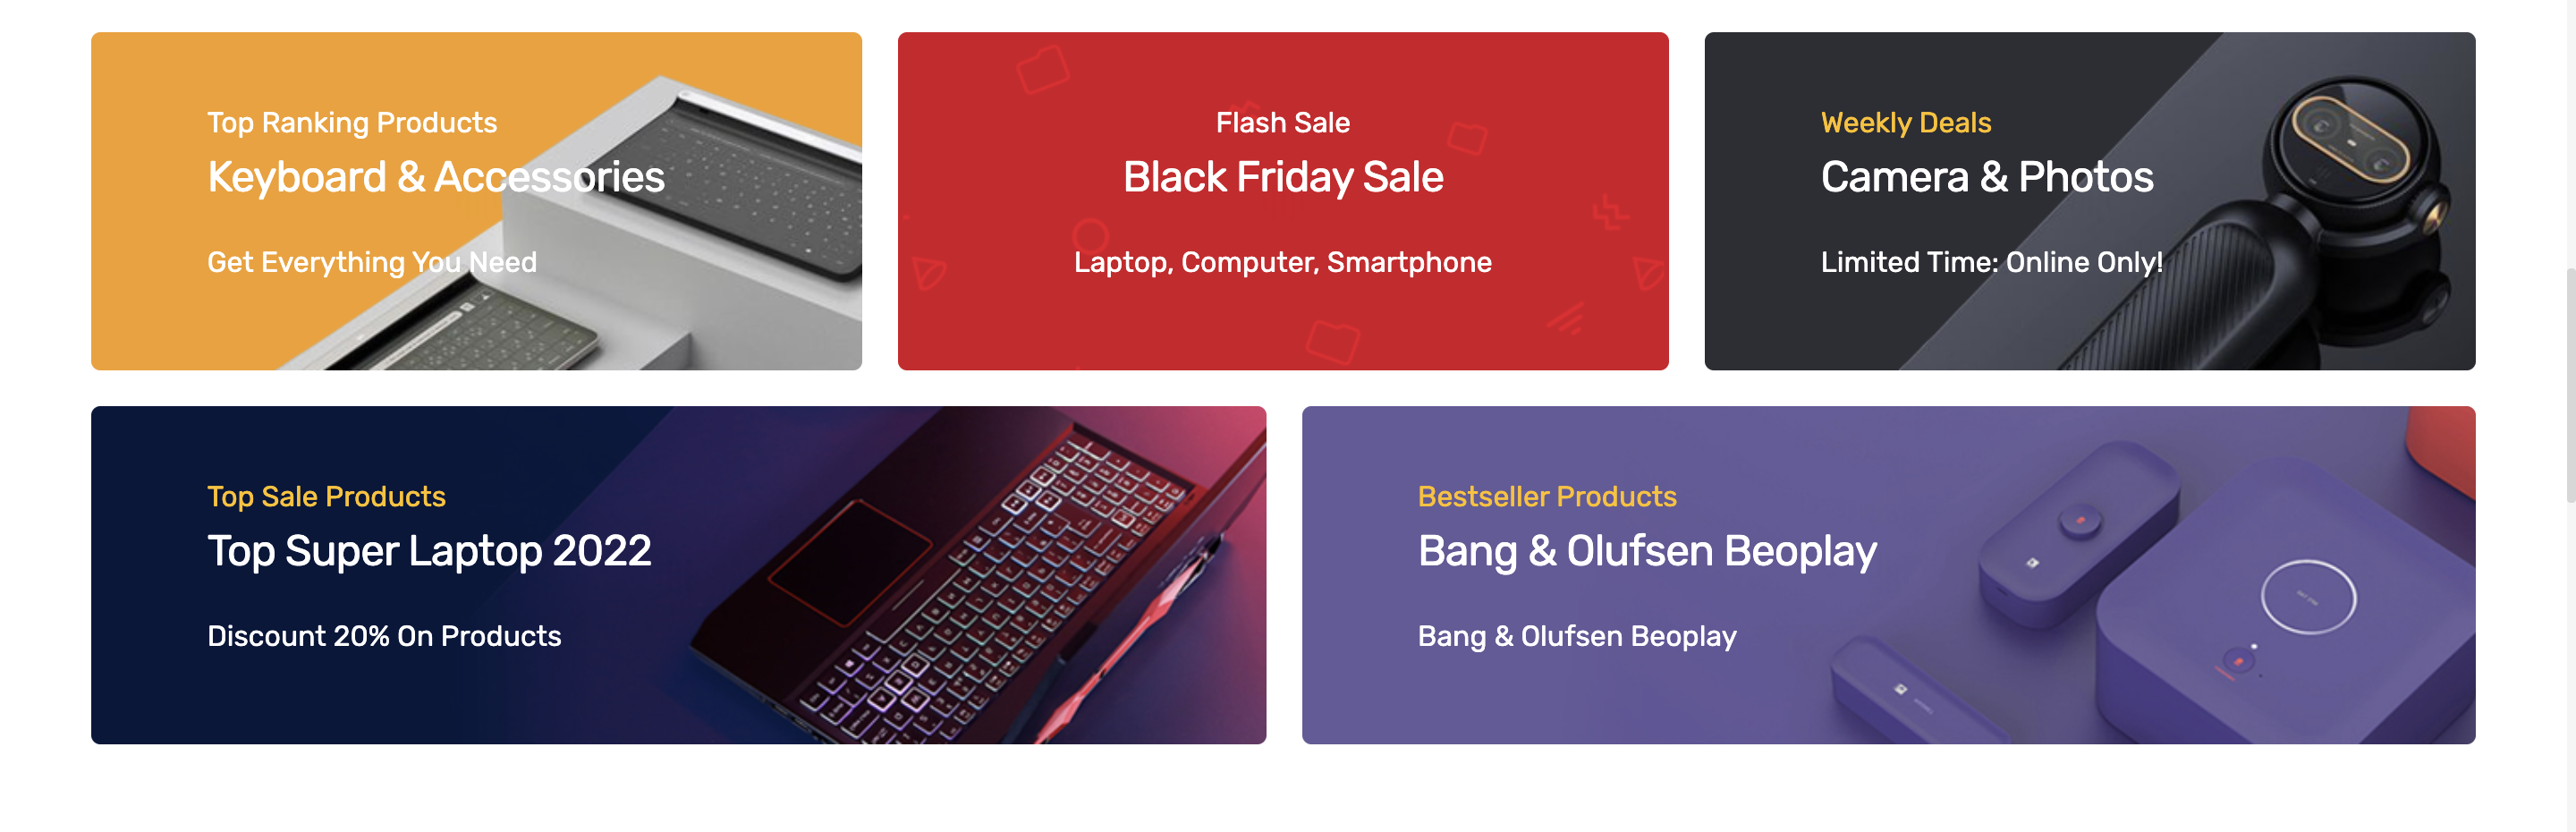 Top Ranking Products
Keyboard & Accessories
Get Everything You Need
Flash Sale
Black Friday Sale
Laptop, Computer, Smartphone
Weekly Deals
Camera & Photos
Limited Time: Online Only!
Top Sale Products
Top Super Laptop 2022
Discount 20% On Products
Bestseller Products
Bang & Olufsen Beoplay
Bang & Olufsen Beoplay